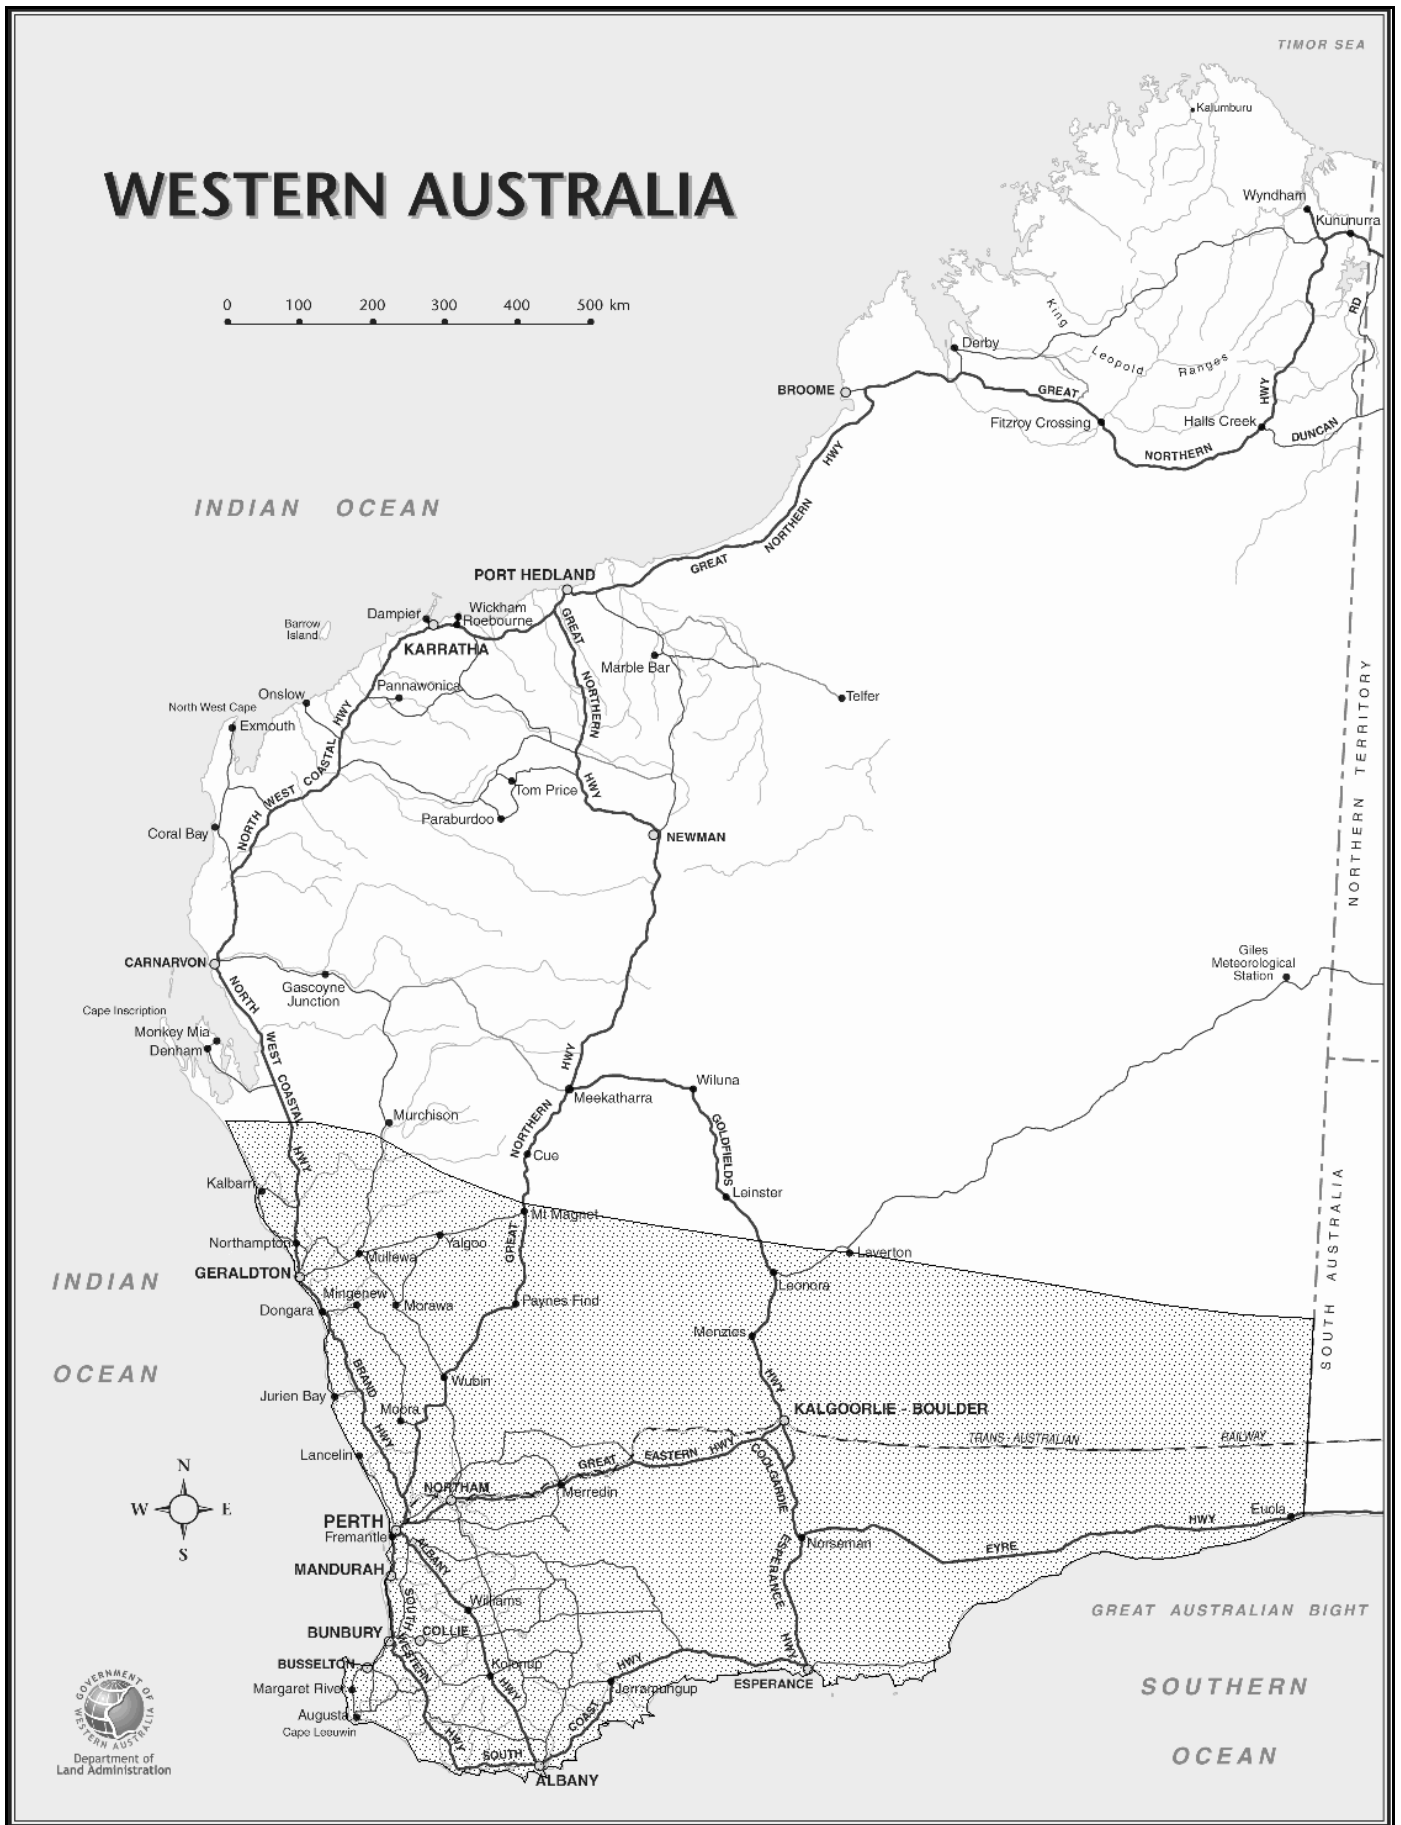 TIMOR SEA
Kalumburu
WESTERN AUSTRALIA
Wyndham
Kununurra
0 100 200 300 400 500 km
King
Leopold
Ranges
RD
Derby
BROOME
GREAT
HWY
Fitzroy Crossing
Halls Creek
DUNCAN
NORTHERN
HWY
INDIAN OCEAN
NORTHERN
GREAT
PORT HEDLAND
Dampier
Wickham
Roebourne
Barrow
Island
KARRATHA
GREAT
Marble Bar
Pannawonica
NORTHERN
Telfer
Onslow
North West Cape
Exmouth
HWY
COASTAL
WEST
NORTH
HWY
Tom Price
Paraburdoo
Coral Bay
NEWMAN
NORTHERN TERRITORY
CARNARVON
Gascoyne
Junction
NORTH
Giles
Meteorological
Station
Cape Inscription
Monkey Mia
Denham
WEST
COASTAL
HWY
HWY
Meekatharra
Wiluna
Murchison
NORTHERN
GOLDFIELDS
Cue
Kalbarri
Leinster
Mt Magnet
GREAT
Northampton
Yalgoo
Mullewa
Laverton
GERALDTON
Leonora
SOUTH AUSTRALIA
INDIAN
OCEAN
Mingenew
Morawa
Dongara
Paynes Find
Menzies
BRAND
HWY
Wubin
HWY
Jurien Bay
Moora
KALGOORLIE - BOULDER
TRANS - AUSTRALIAN
RAILWAY
Lancelin
GREAT
EASTERN
HWY
COOLGARDIE
N
W E
S
NORTHAM
Merredin
PERTH
Fremantle
Eucla
HWY
EYRE
Norseman
ALBANY
MANDURAH
ESPERANCE
HWY
SOUTH
WESTERN
HWY
Williams
BUNBURY
COLLIE
GREAT AUSTRALIAN BIGHT
BUSSELTON
Kojonup
HWY
HWY
Margaret River
Jerramungup
ESPERANCE
SOUTHERN
OCEAN
Augusta
Cape Leeuwin
COAST
SOUTH
ALBANY
GOVERNMENT OF
WESTERN AUSTRALIA
Department of
Land Administration